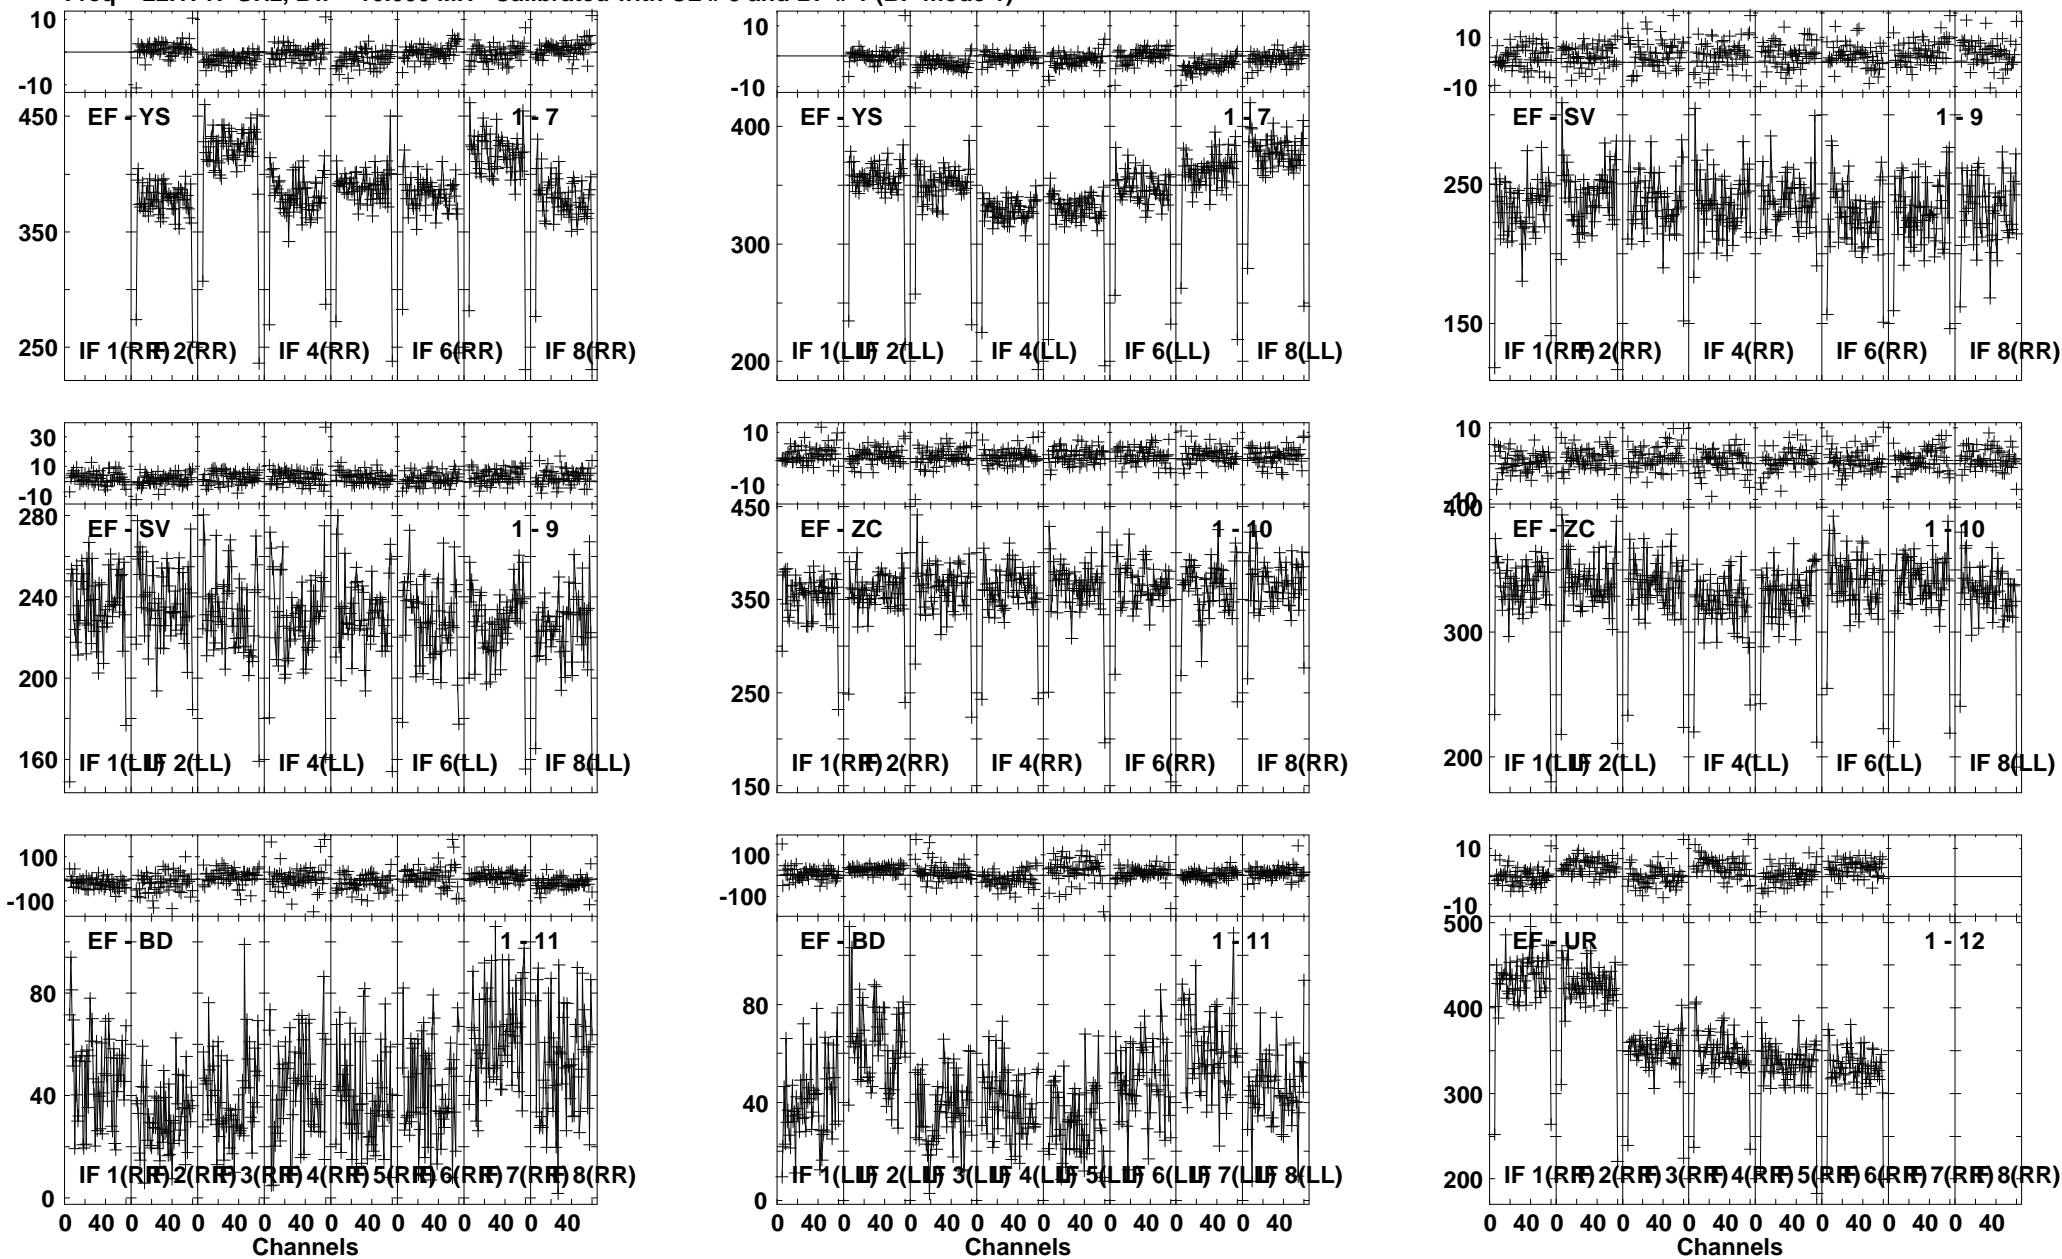 10 10 10
-10 -10 -10
EF - YS 1 - 7 EF - YS 1 - 7 EF - SV 1 - 9
450 400 250
350 300 150
250 200
IF 1(RR) IF 2(RR) IF 4(RR) IF 6(RR) IF 8(RR) IF 1(LL) IF 2(LL) IF 4(LL) IF 6(LL) IF 8(LL) IF 1(RR) IF 2(RR) IF 4(RR) IF 6(RR) IF 8(RR)
30 10 10
10
-10 -10 -10
280 450 400
EF - SV 1 - 9 EF - ZC 1 - 10 EF - ZC 1 - 10
240 350 300
200 250 200
160 150
IF 1(LL) IF 2(LL) IF 4(LL) IF 6(LL) IF 8(LL) IF 1(RR) IF 2(RR) IF 4(RR) IF 6(RR) IF 8(RR) IF 1(LL) IF 2(LL) IF 4(LL) IF 6(LL) IF 8(LL)
100 100 10
-100 -100 -10
EF - BD 1 - 11 EF - BD 1 - 11 EF - UR 1 - 12
80 80 500
40 40 400
0 0 300
200
IF 1(RR) IF 2(RR) IF 3(RR) IF 4(RR) IF 5(RR) IF 6(RR) IF 7(RR) IF 8(RR) IF 1(LL) IF 2(LL) IF 3(LL) IF 4(LL) IF 5(LL) IF 6(LL) IF 7(LL) IF 8(LL) IF 1(RR) IF 2(RR) IF 3(RR) IF 4(RR) IF 5(RR) IF 6(RR) IF 7(RR) IF 8(RR)
0 40 0 40 0 40 0 40 0 40 0 40 0 40 0 40 0 40 0 40 0 40 0 40 0 40 0 40 0 40 0 40 0 40 0 40 0 40 0 40 0 40 0 40 0 40 0 40
Channels Channels Channels